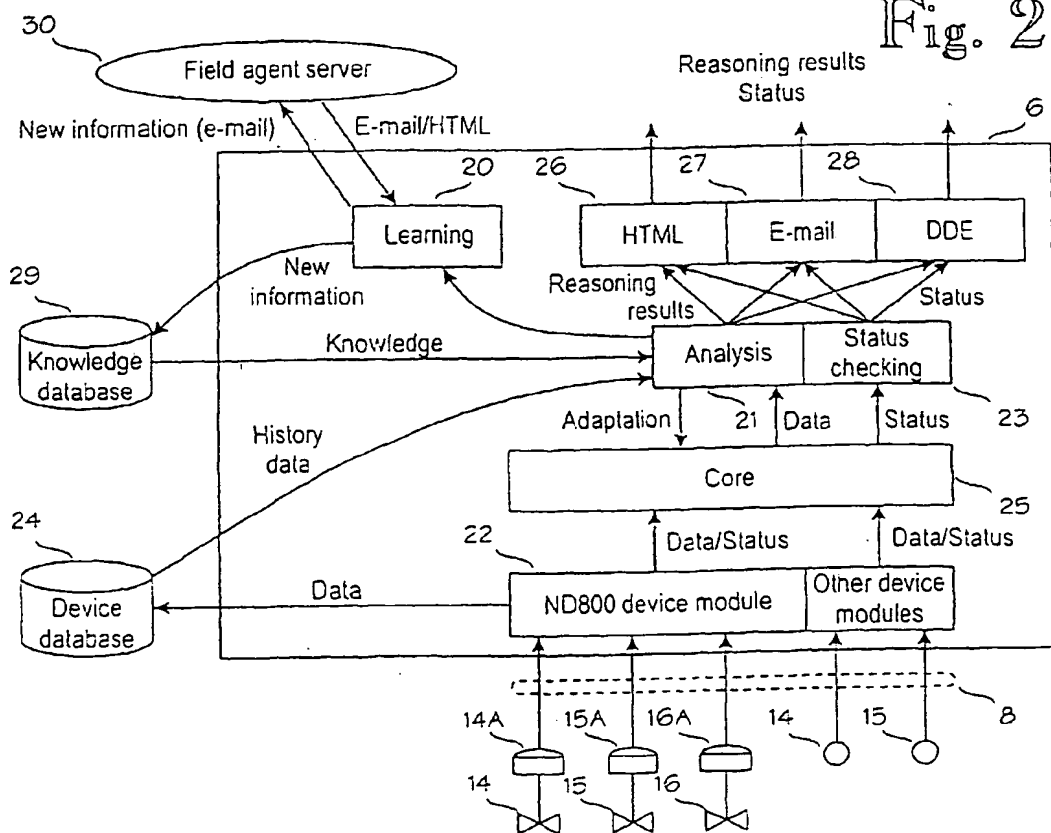 Fig. 2
30
Field agent server
Reasoning results
Status
New information (e-mail)
E-mail/HTML
6
20
26
27
28
Learning
HTML
E-mail
DDE
29
New
information
Reasoning
results
Status
Knowledge
database
Knowledge
Analysis
Status
checking
Adaptation
21
Data
Status
23
History
data
Core
25
24
22
Data/Status
Data/Status
Device
database
Data
ND800 device module
Other device
modules
8
14A
15A
16A
14
15
14
15
16